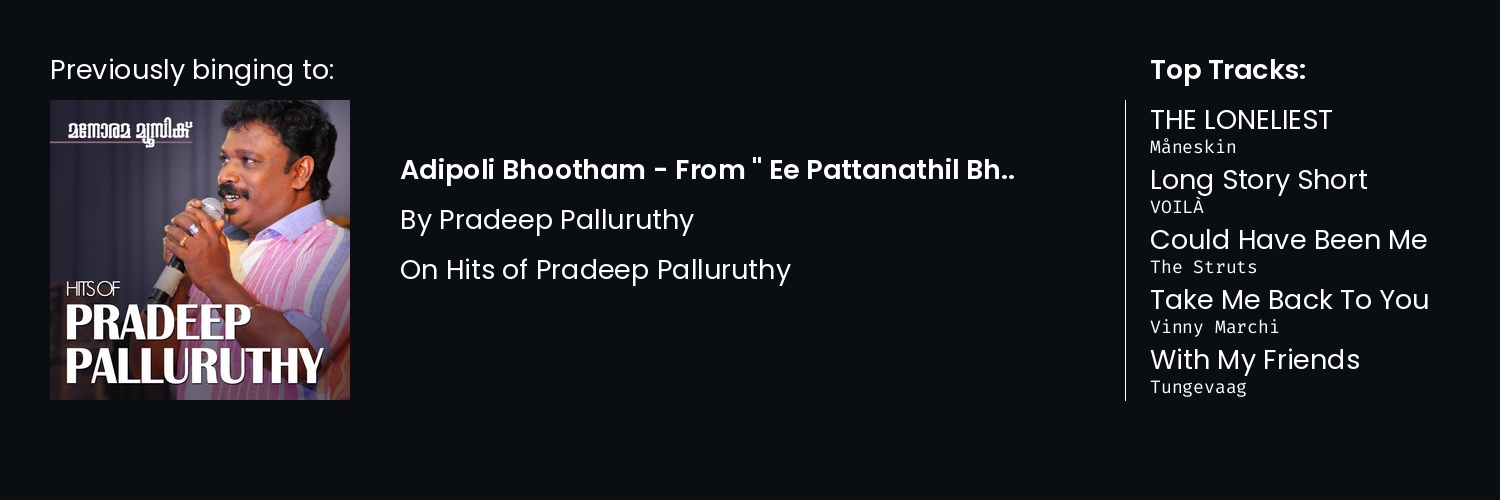 Previously binging to:
മനോരമ മ്യൂസിക്
HITS OF
PRADEEP
PALLURUTHY
Adipoli Bhootham - From " Ee Pattanathil Bh..
By Pradeep Palluruthy
On Hits of Pradeep Palluruthy
Top Tracks:
THE LONELIEST
Måneskin
Long Story Short
VOILÀ
Could Have Been Me
The Struts
Take Me Back To You
Vinny Marchi
With My Friends
Tungevaag